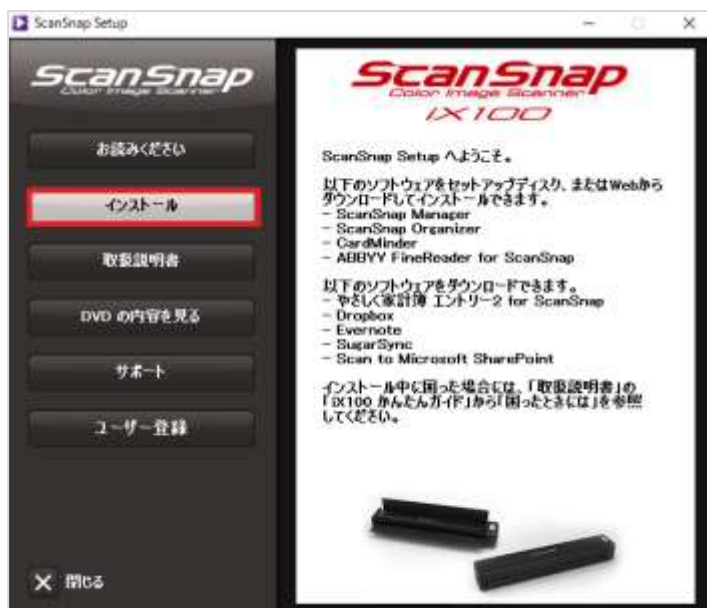 ScanSnap Setup
ScanSnap
Color Image Scanner
お読みください
インストール
取扱説明書
DVD の内容を見る
サポート
ユーザー登録
閉じる
ScanSnap
Color Image Scanner
iX100
ScanSnap Setup へようこそ。
以下のソフトウェアをセットアップディスク、またはWebから
ダウンロードしてインストールできます。
- ScanSnap Manager
- ScanSnap Organizer
- CardMinder
- ABBYY FineReader for ScanSnap
以下のソフトウェアをダウンロードできます。
- やさしく家計簿 エントリー2 for ScanSnap
- Dropbox
- Evernote
- SugarSync
- Scan to Microsoft SharePoint
インストール中に困った場合には、「取扱説明書」の
「iX100 かんたんガイド」から「困ったときには」を参照
してください。